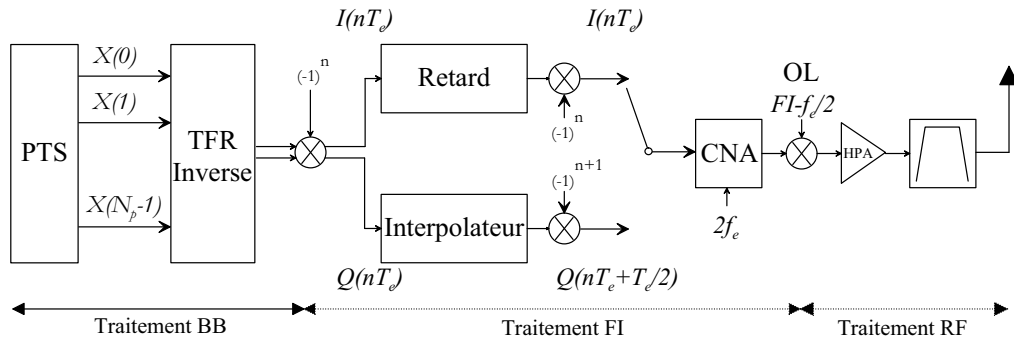 I(nTₑ)
I(nTₑ)
X(0)
X(1)
X(Nₚ-1)
PTS
TFR
Inverse
(-1)ⁿ
Retard
(-1)ⁿ
Interpolateur
(-1)ⁿ⁺¹
Q(nTₑ)
Q(nTₑ+Tₑ/2)
CNA
2fₑ
OL
FI-fₑ/2
HPA
Traitement BB
Traitement FI
Traitement RF